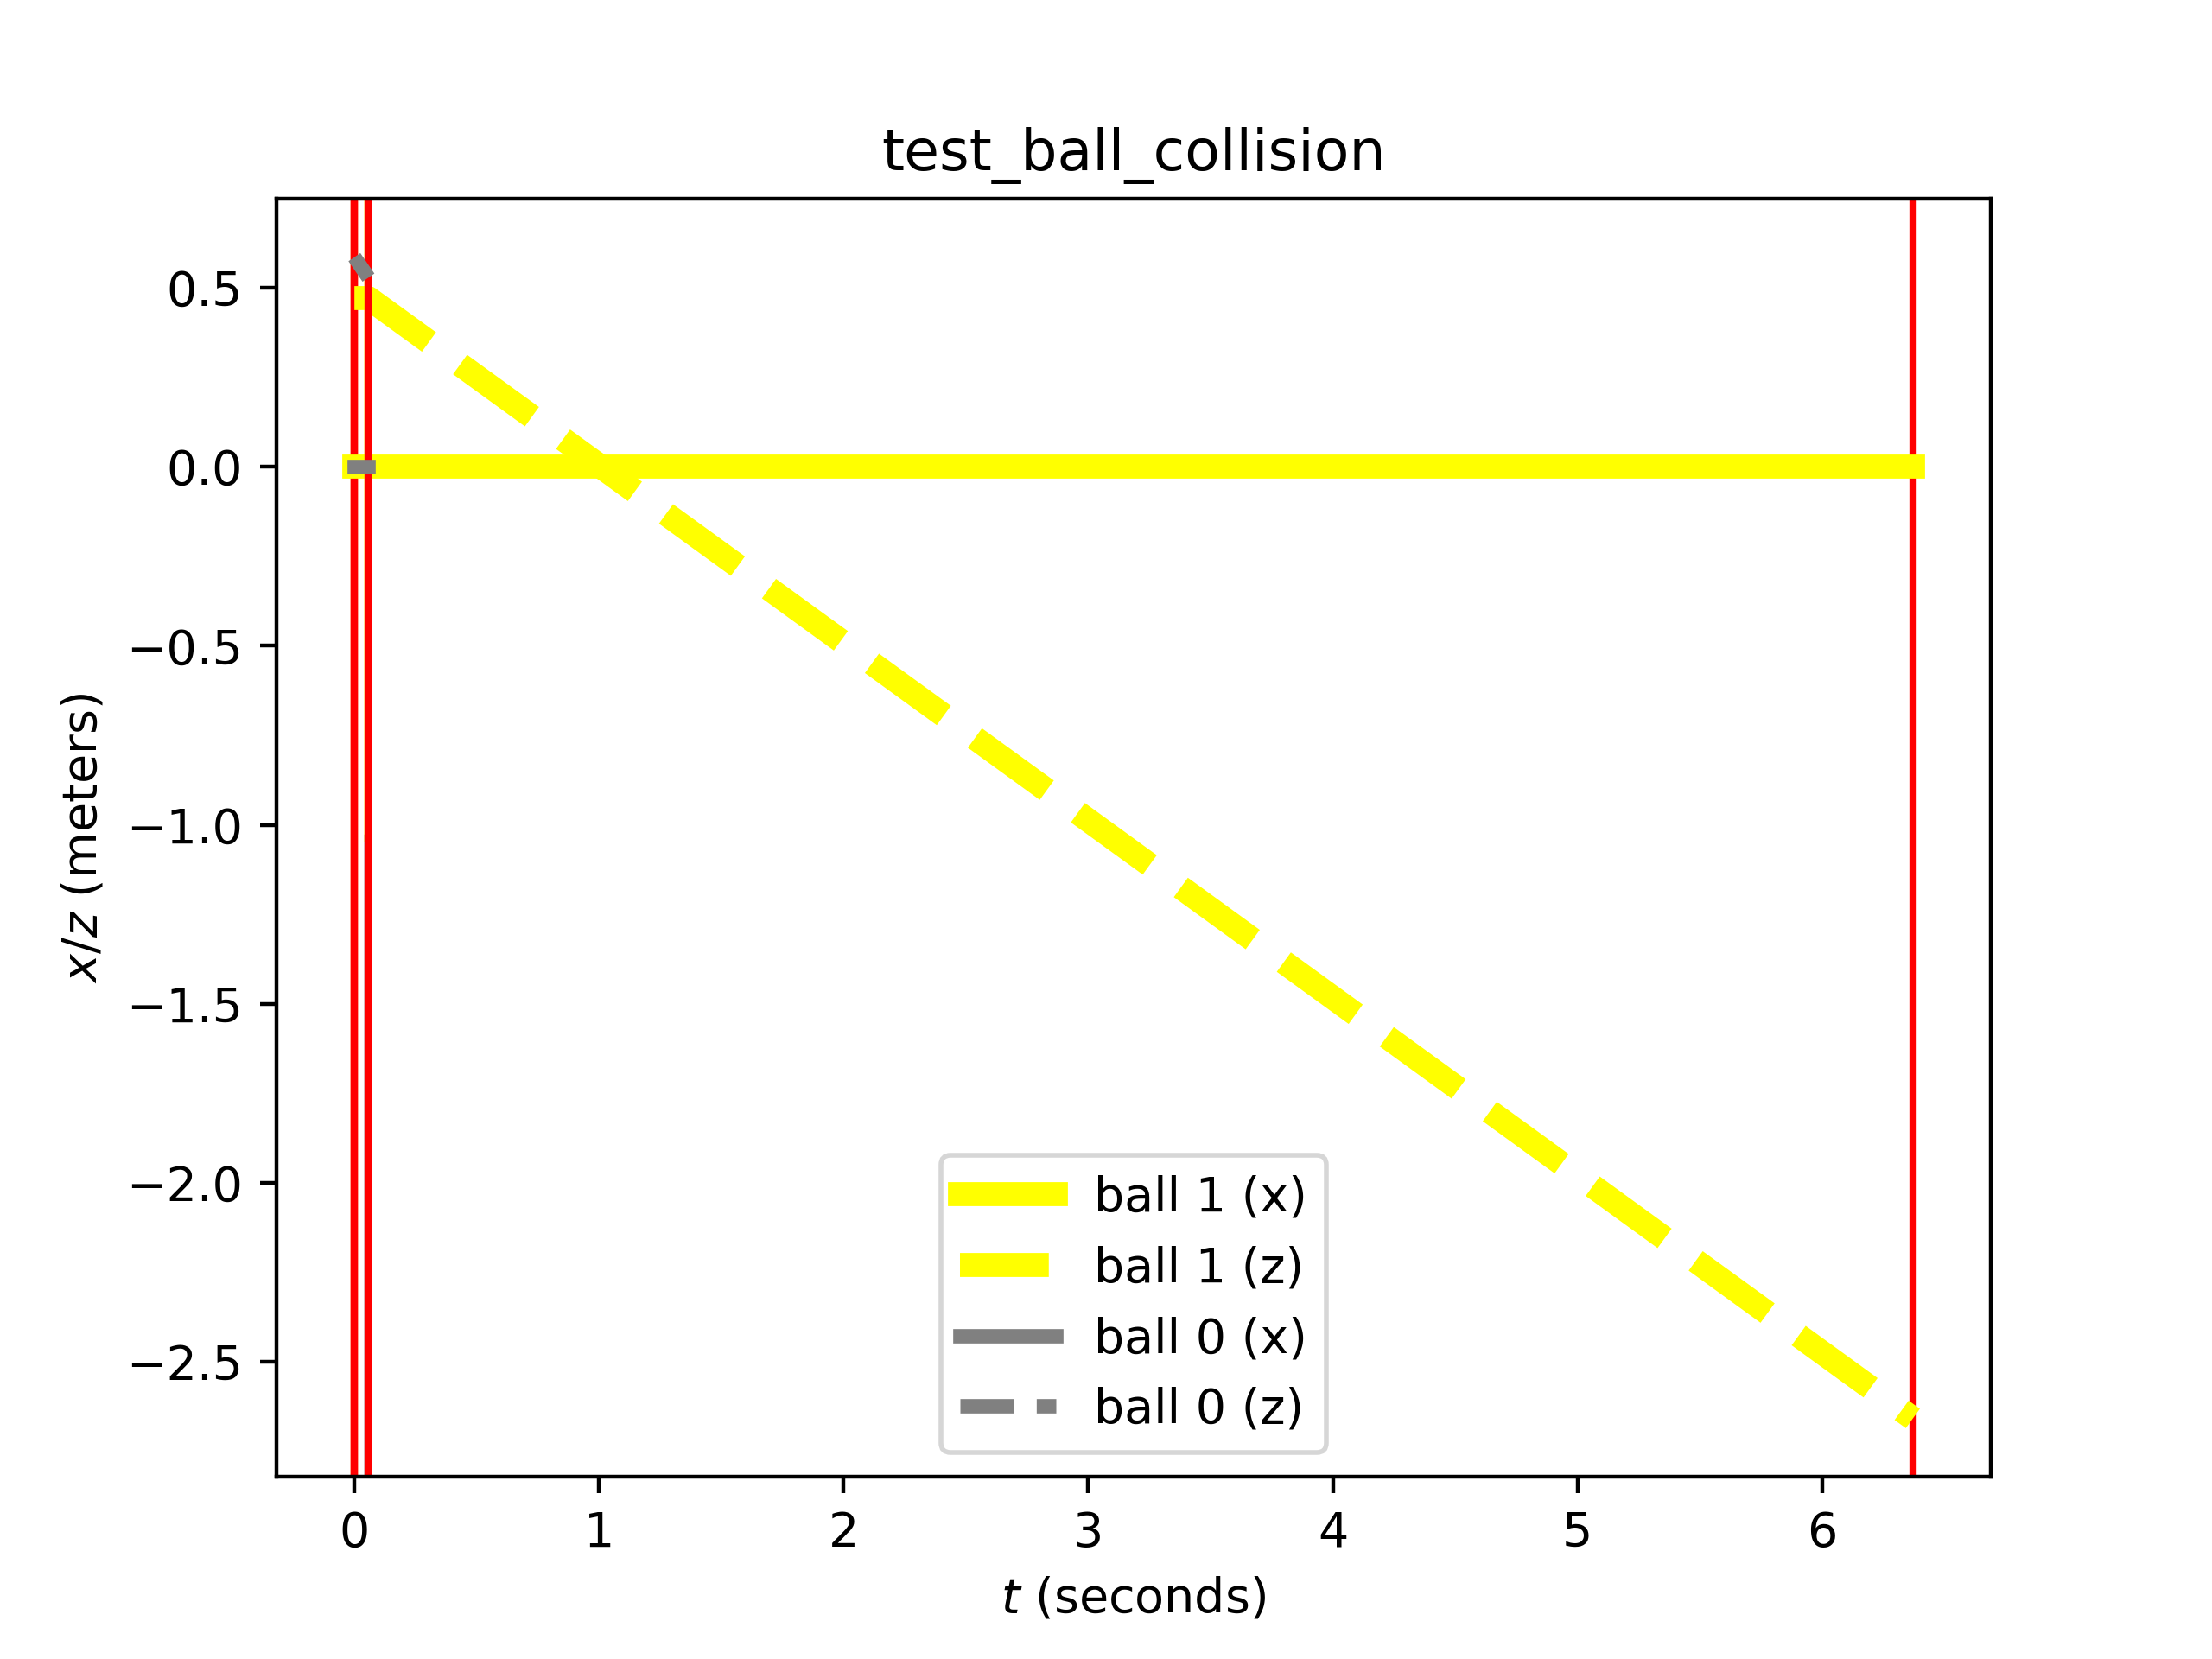 test_ball_collision
0.5
0.0
−0.5
−1.0
−1.5
−2.0
−2.5
x/z (meters)
ball 1 (x)
ball 1 (z)
ball 0 (x)
ball 0 (z)
0 1 2 3 4 5 6
t (seconds)